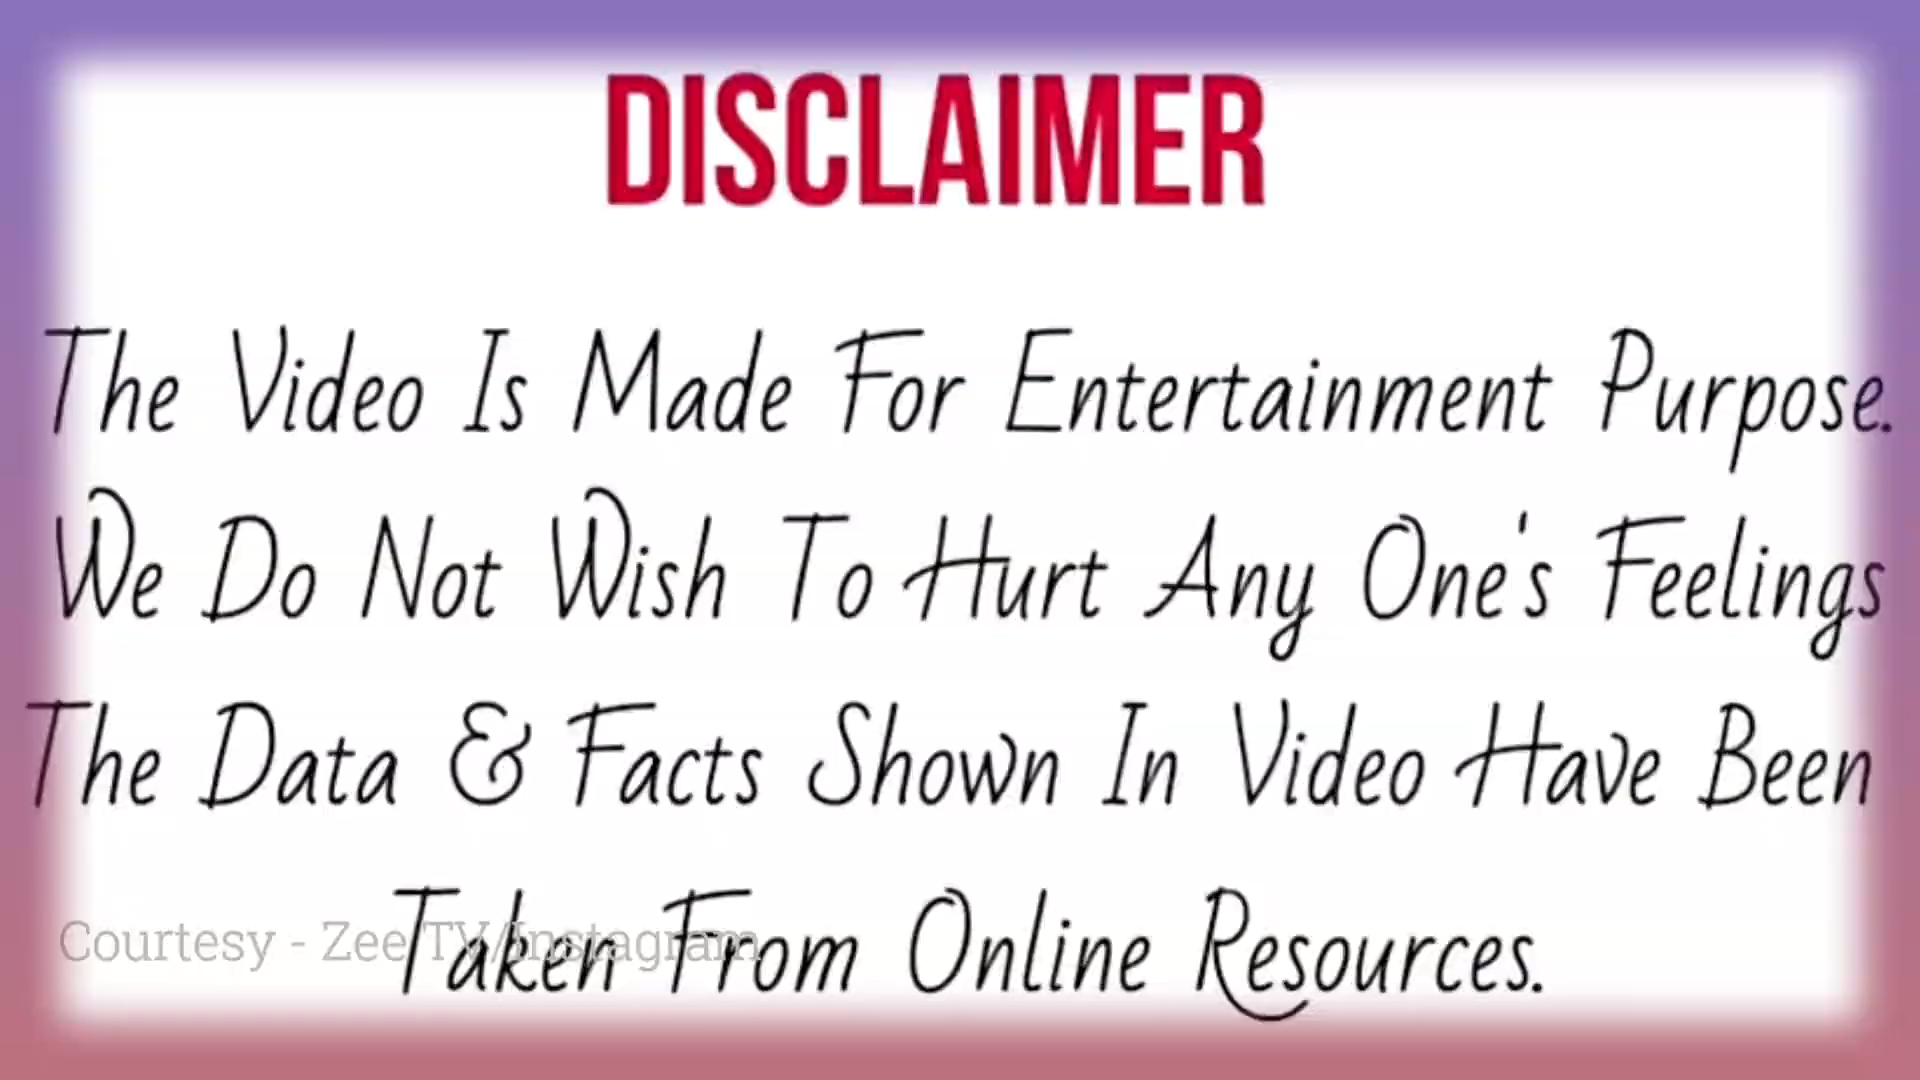 DISCLAIMER
The Video Is Made For Entertainment Purpose.
We Do Not Wish To Hurt Any One's Feelings
The Data & Facts Shown In Video Have Been
Taken From Online Resources.
Courtesy - Zee TV/Instagram